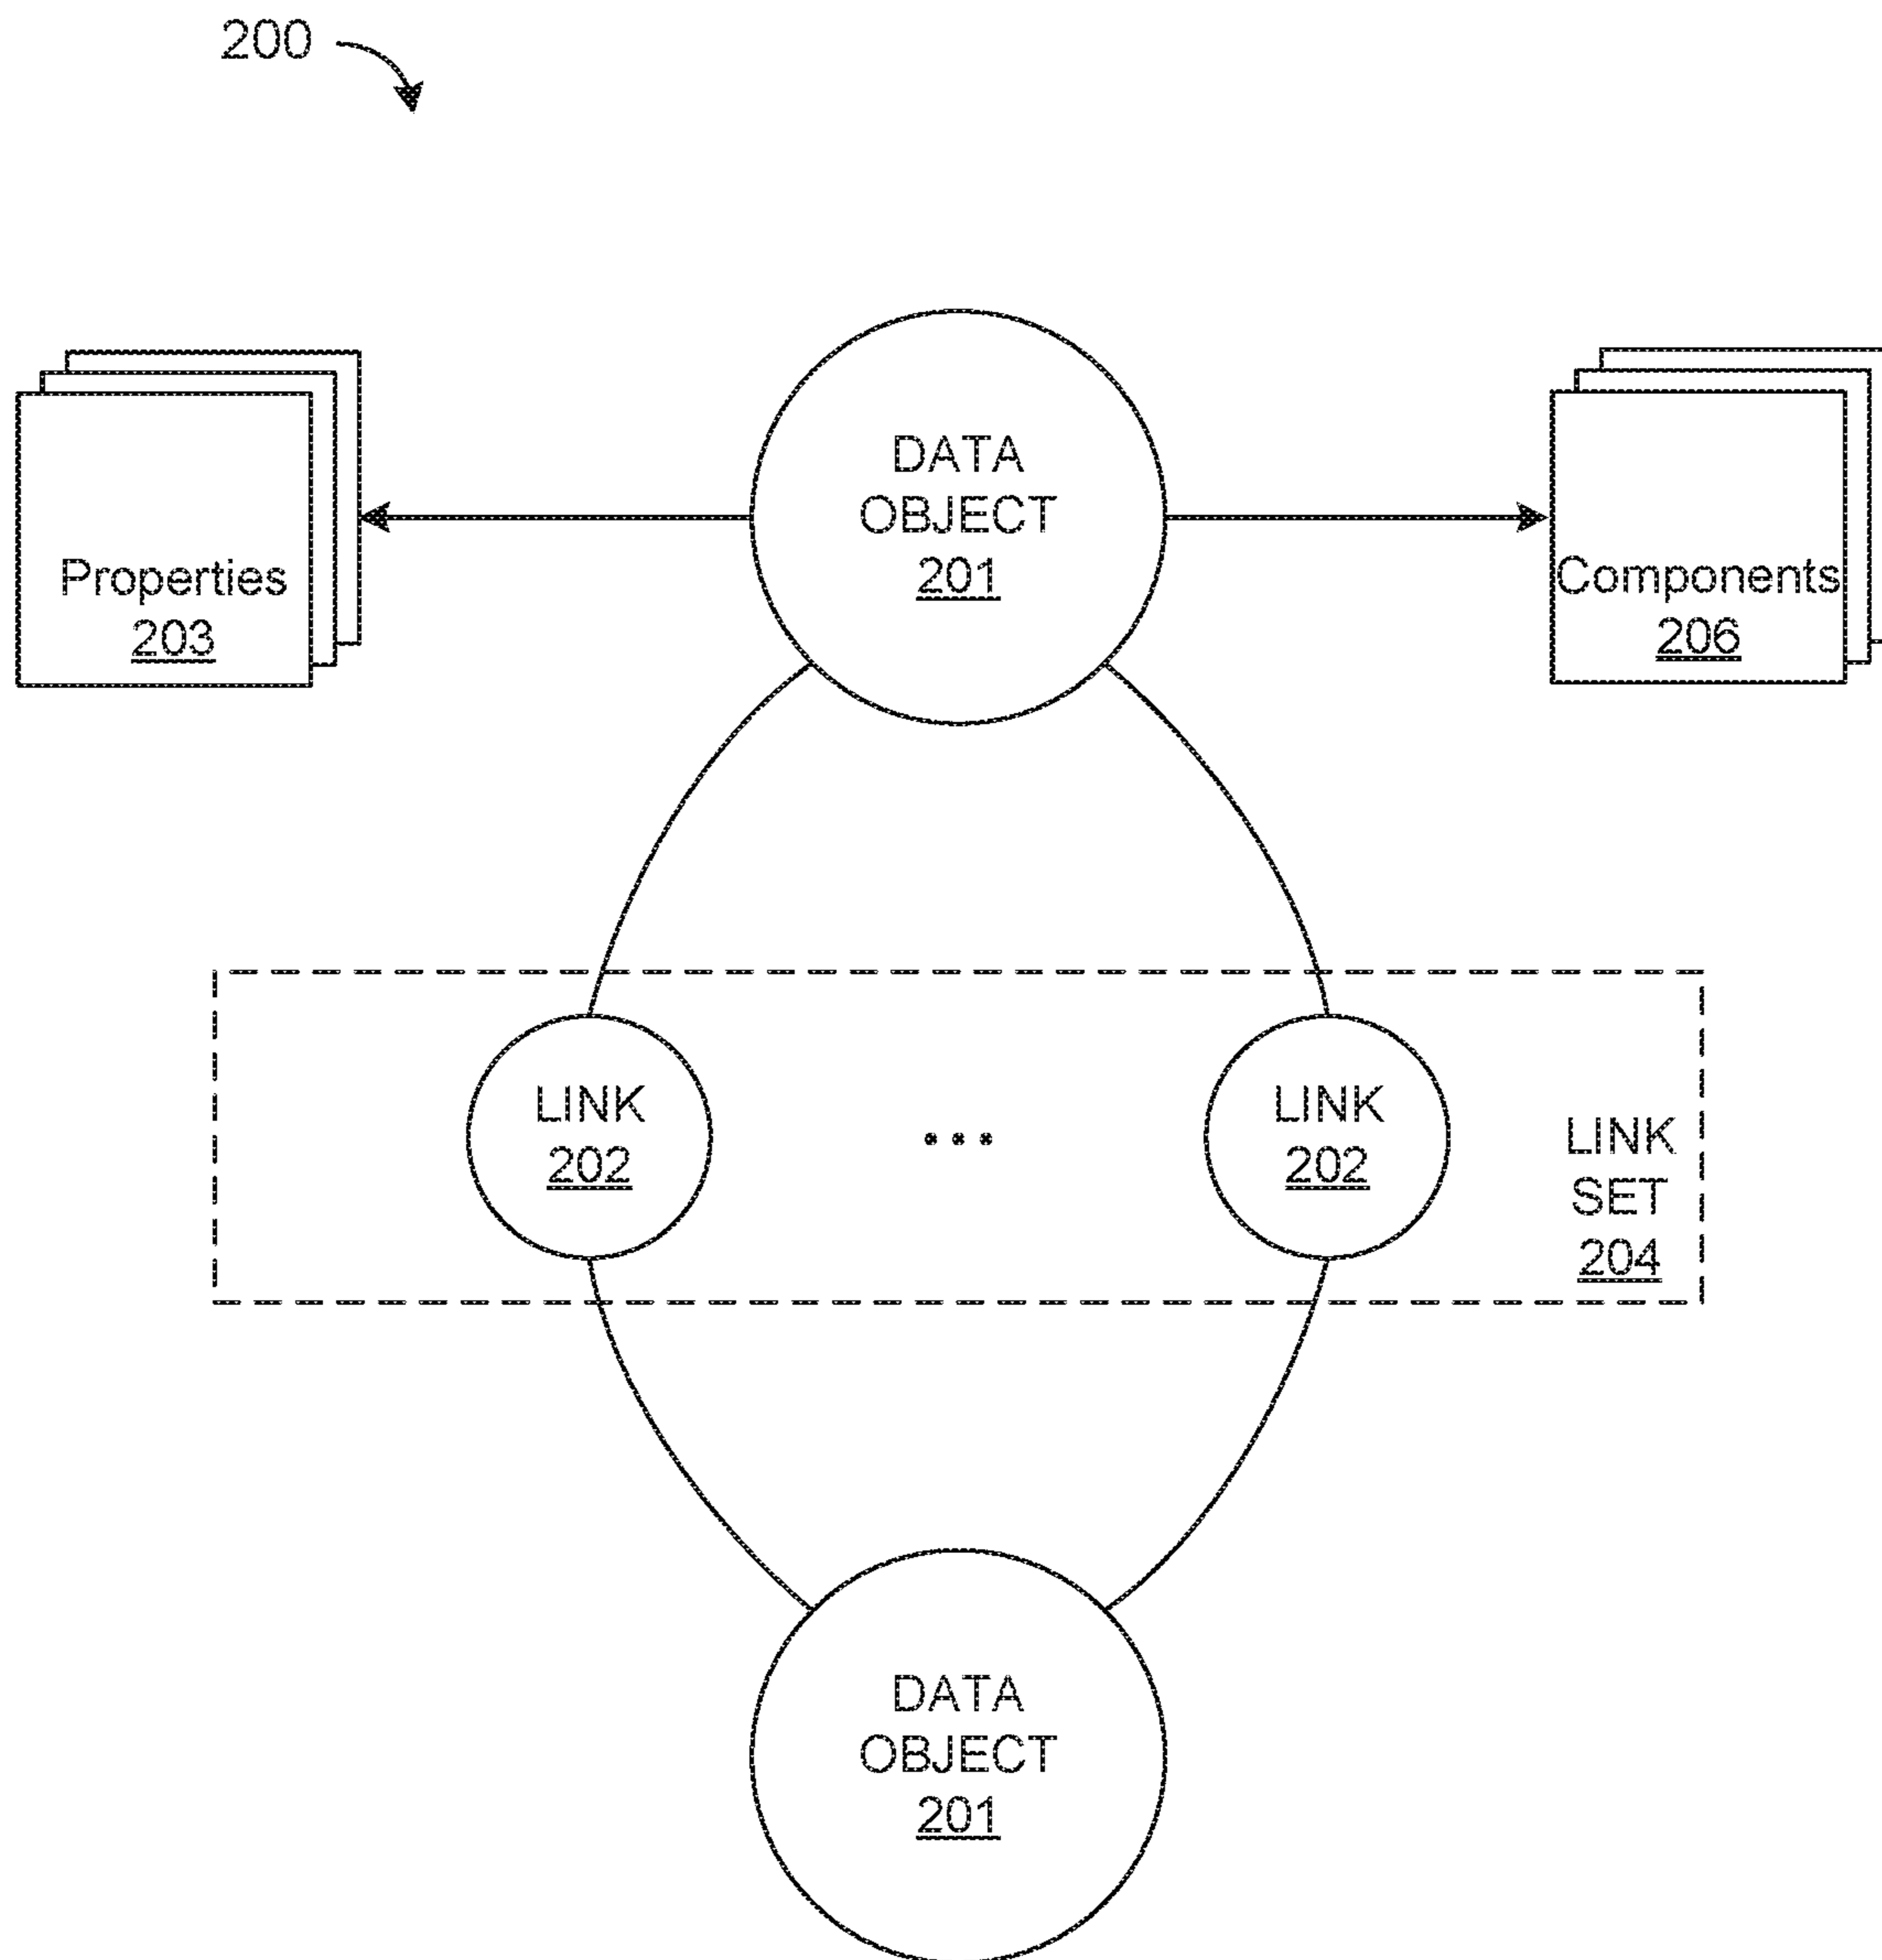 200
DATA
OBJECT
201
Properties
203
Components
206
LINK
202
...
LINK
202
LINK
SET
204
DATA
OBJECT
201